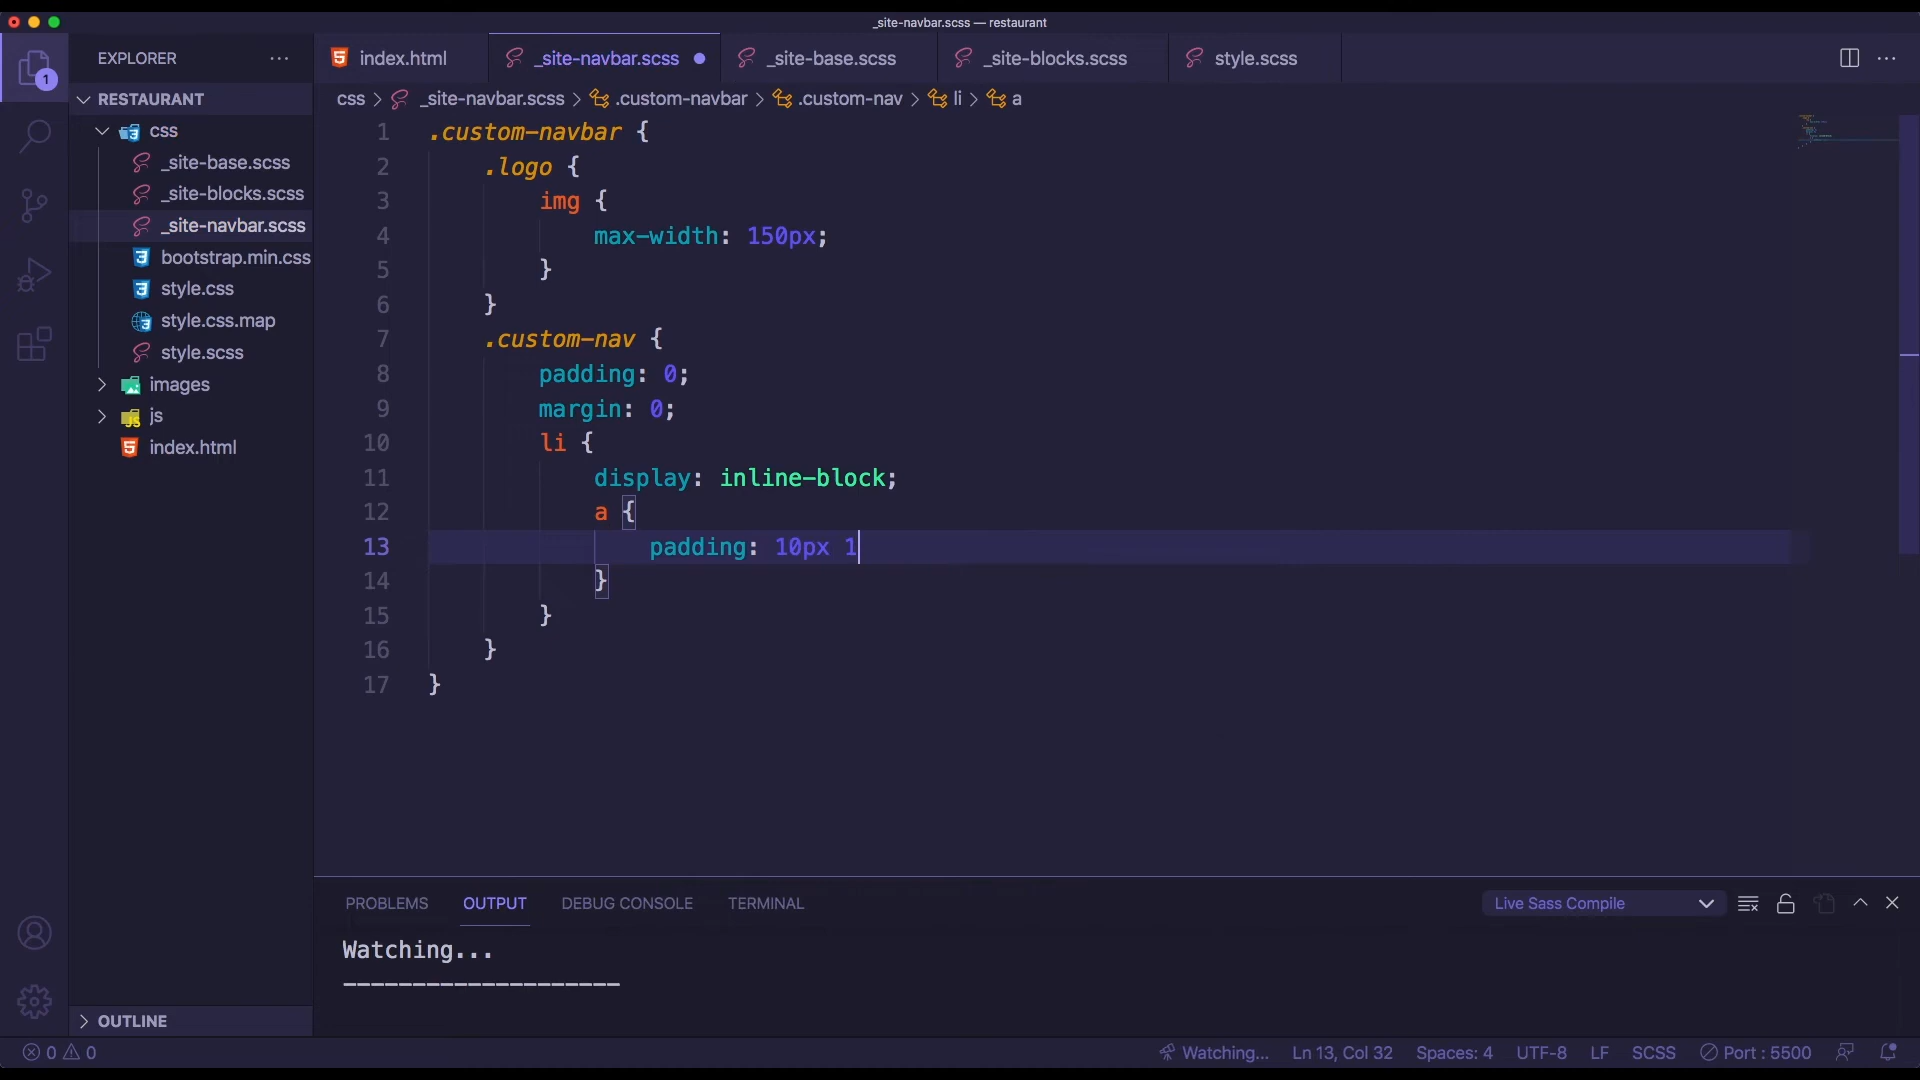 _site-navbar.scss — restaurant
EXPLORER
index.html
_site-navbar.scss
_site-base.scss
_site-blocks.scss
style.scss
1
RESTAURANT
css
_site-base.scss
_site-blocks.scss
_site-navbar.scss
bootstrap.min.css
style.css
style.css.map
style.scss
images
js
index.html
OUTLINE
css > _site-navbar.scss > .custom-navbar > .custom-nav > li > a
1 .custom-navbar {
2 .logo {
3 img {
4 max-width: 150px;
5 }
6 }
7 .custom-nav {
8 padding: 0;
9 margin: 0;
10 li {
11 display: inline-block;
12 a {
13 padding: 10px 1
14 }
15 }
16 }
17 }
PROBLEMS OUTPUT DEBUG CONSOLE TERMINAL
Live Sass Compile
Watching...
--------------------
0 0
Watching... Ln 13, Col 32 Spaces: 4 UTF-8 LF SCSS Port : 5500